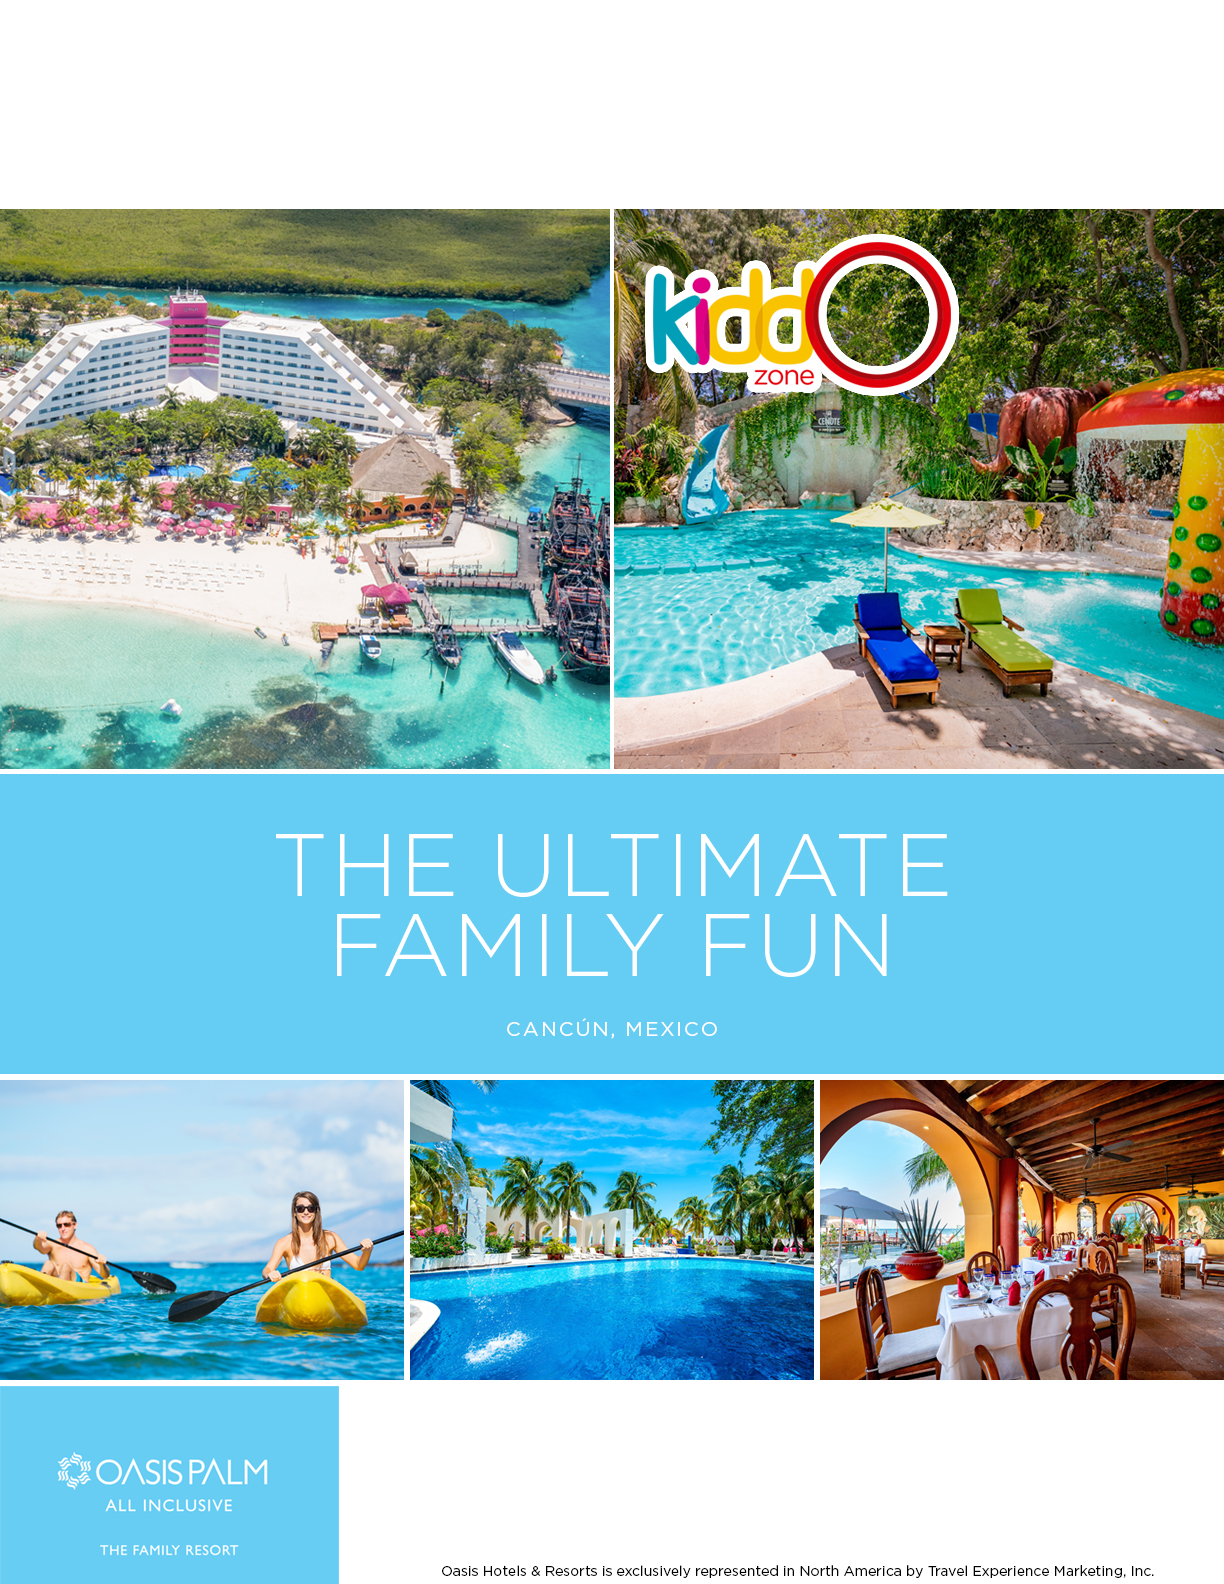 kiddO
zone
CENOTE
THE ULTIMATE
FAMILY FUN
CANCÚN, MEXICO
OASIS PALM
ALL INCLUSIVE
THE FAMILY RESORT
Oasis Hotels & Resorts is exclusively represented in North America by Travel Experience Marketing, Inc.